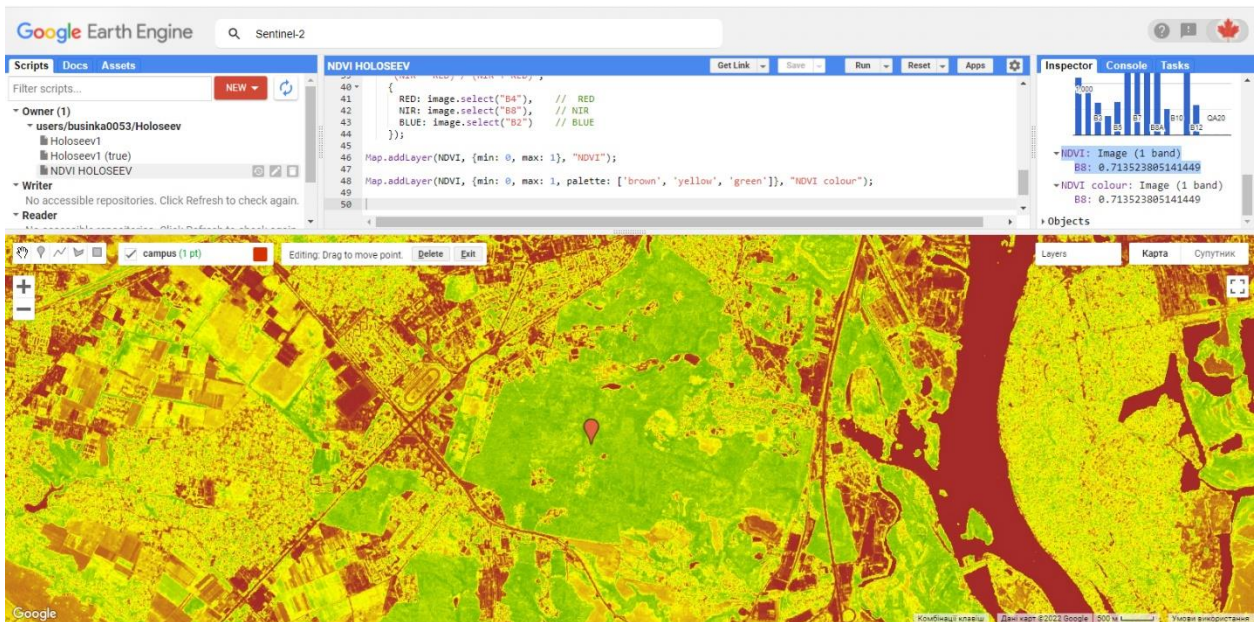 Google Earth Engine
Sentinel-2
Scripts Docs Assets
Filter scripts...
NEW
Owner (1)
users/businka0053/Holoseev
Holoseev1
Holoseev1 (true)
NDVI HOLOSEEV
Writer
No accessible repositories. Click Refresh to check again.
Reader
NDVI HOLOSEEV
Get Link Save Run Reset Apps
40 {
41 RED: image.select("B4"), // RED
42 NIR: image.select("B8"), // NIR
43 BLUE: image.select("B2") // BLUE
44 });
45
46 Map.addLayer(NDVI, {min: 0, max: 1}, "NDVI");
47
48 Map.addLayer(NDVI, {min: 0, max: 1, palette: ['brown', 'yellow', 'green']}, "NDVI colour");
49
50
Inspector Console Tasks
B3 B5 B7 B8A B10 B12 QA20
NDVI: Image (1 band)
B8: 0.713523805141449
NDVI colour: Image (1 band)
B8: 0.713523805141449
Objects
campus (1 pt)
Editing: Drag to move point. Delete Exit
Layers
Карта Супутник
Google
Комбінації клавіш Дані карт ©2022 Google 500 м Умови використання